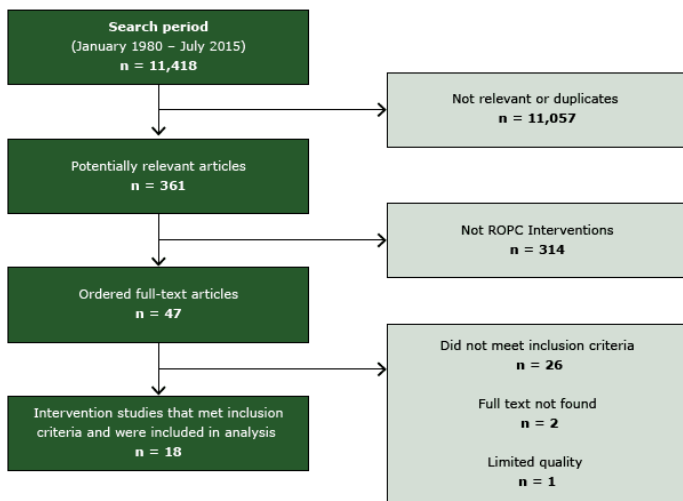 Search period
(January 1980 – July 2015)
n = 11,418
Not relevant or duplicates
n = 11,057
Potentially relevant articles
n = 361
Not ROPC Interventions
n = 314
Ordered full-text articles
n = 47
Did not meet inclusion criteria
n = 26
Full text not found
n = 2
Limited quality
n = 1
Intervention studies that met inclusion
criteria and were included in analysis
n = 18